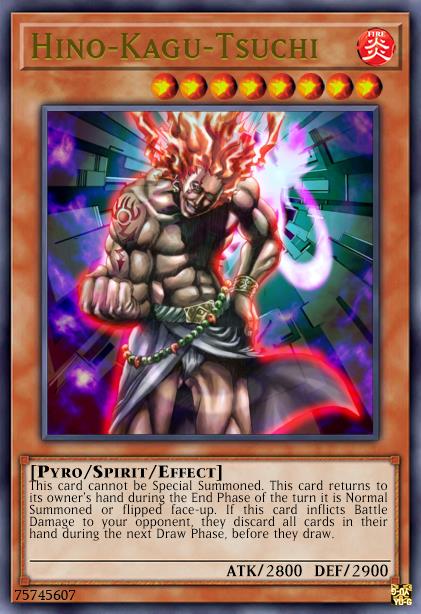 Hino-Kagu-Tsuchi
FIRE
炎
[Pyro/Spirit/Effect]
This card cannot be Special Summoned. This card returns to
its owner's hand during the End Phase of the turn it is Normal
Summoned or flipped face-up. If this card inflicts Battle
Damage to your opponent, they discard all cards in their
hand during the next Draw Phase, before they draw.
ATK/2800 DEF/2900
75745607